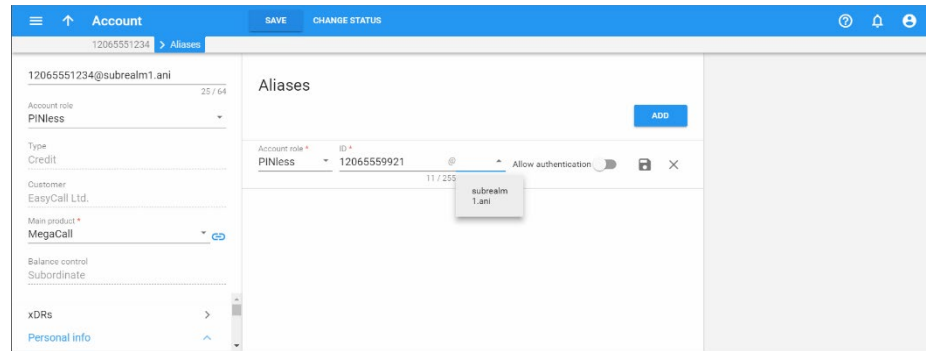 Account
SAVE
CHANGE STATUS
12065551234
Aliases
12065551234@subrealm1.ani
25 / 64
Account role
PINless
Type
Credit
Customer
EasyCall Ltd.
Main product *
MegaCall
Balance control
Subordinate
xDRs
Personal info
Aliases
ADD
Account role *
PINless
ID *
12065559921
@
11 / 255
subrealm
1.ani
Allow authentication